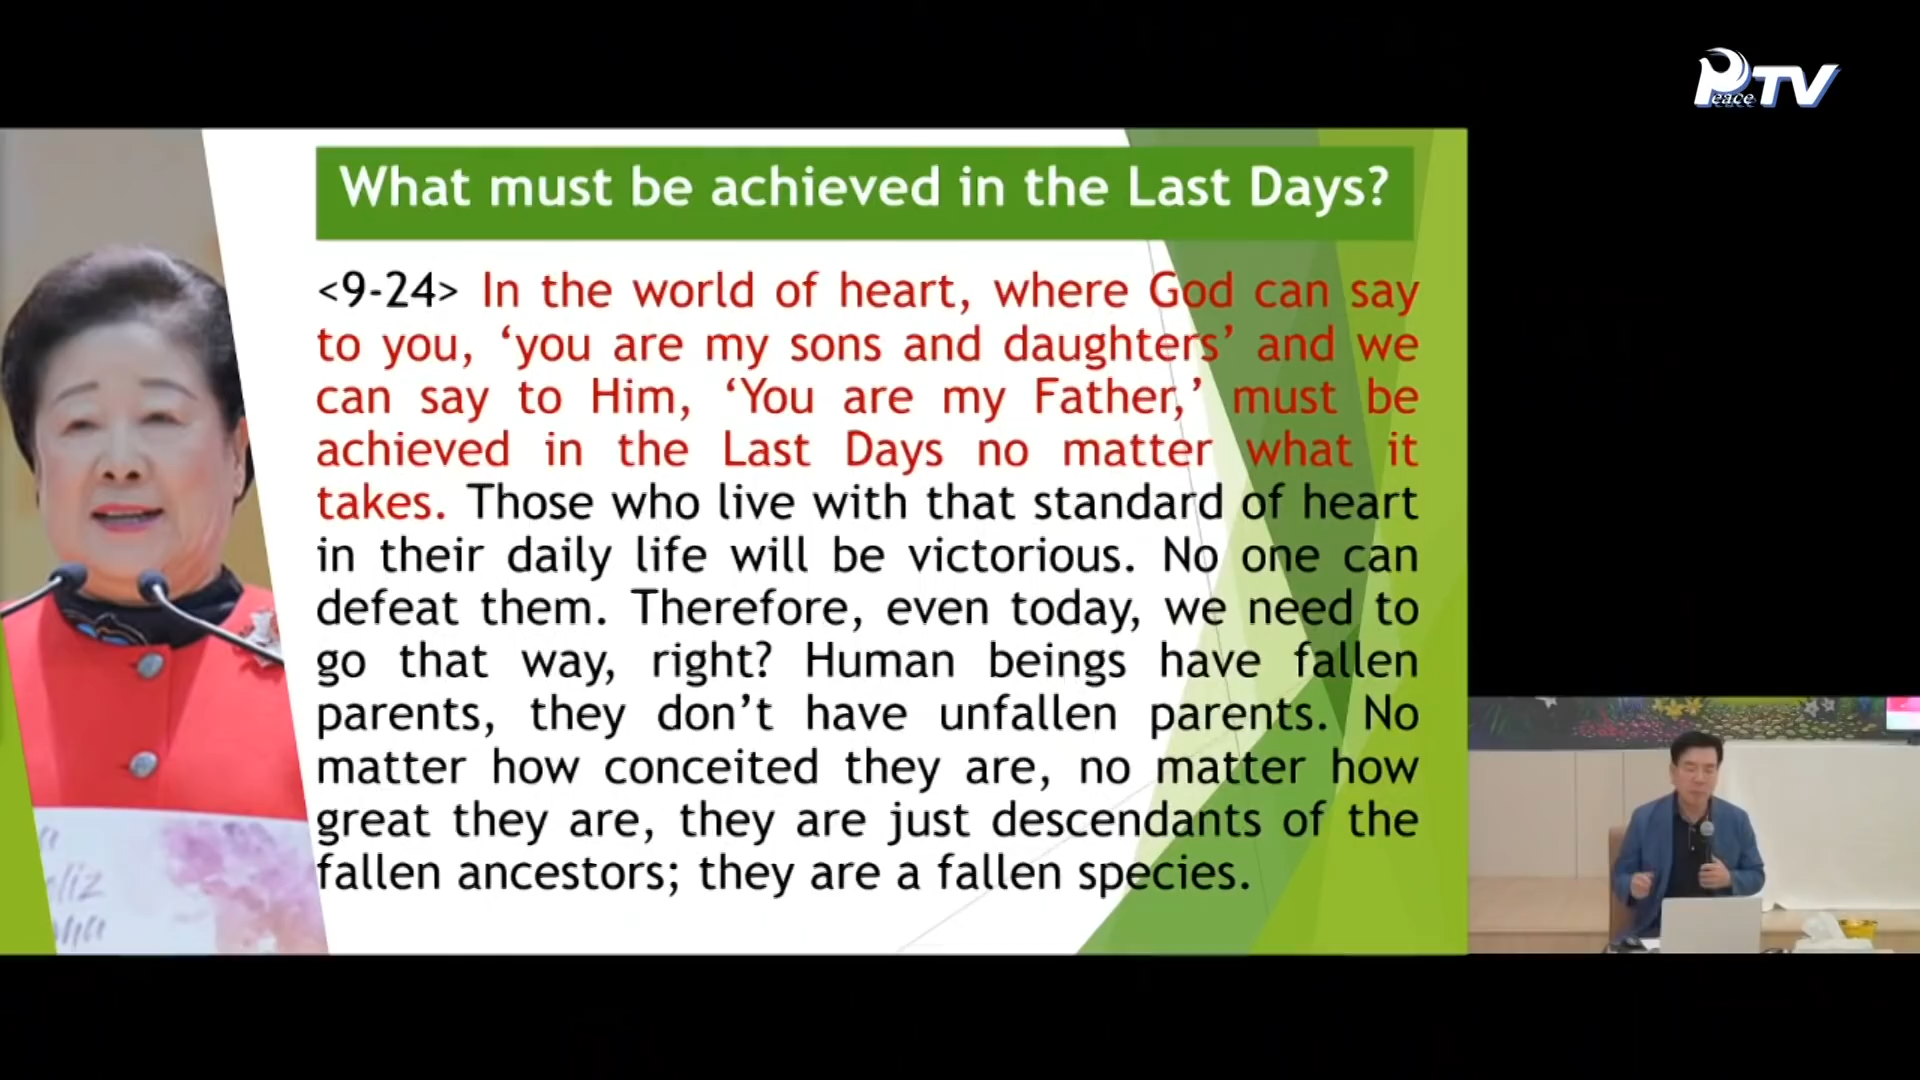 Peace TV
What must be achieved in the Last Days?
<9-24> In the world of heart, where God can say
to you, ‘you are my sons and daughters’ and we
can say to Him, ‘You are my Father,’ must be
achieved in the Last Days no matter what it
takes. Those who live with that standard of heart
in their daily life will be victorious. No one can
defeat them. Therefore, even today, we need to
go that way, right? Human beings have fallen
parents, they don’t have unfallen parents. No
matter how conceited they are, no matter how
great they are, they are just descendants of the
fallen ancestors; they are a fallen species.